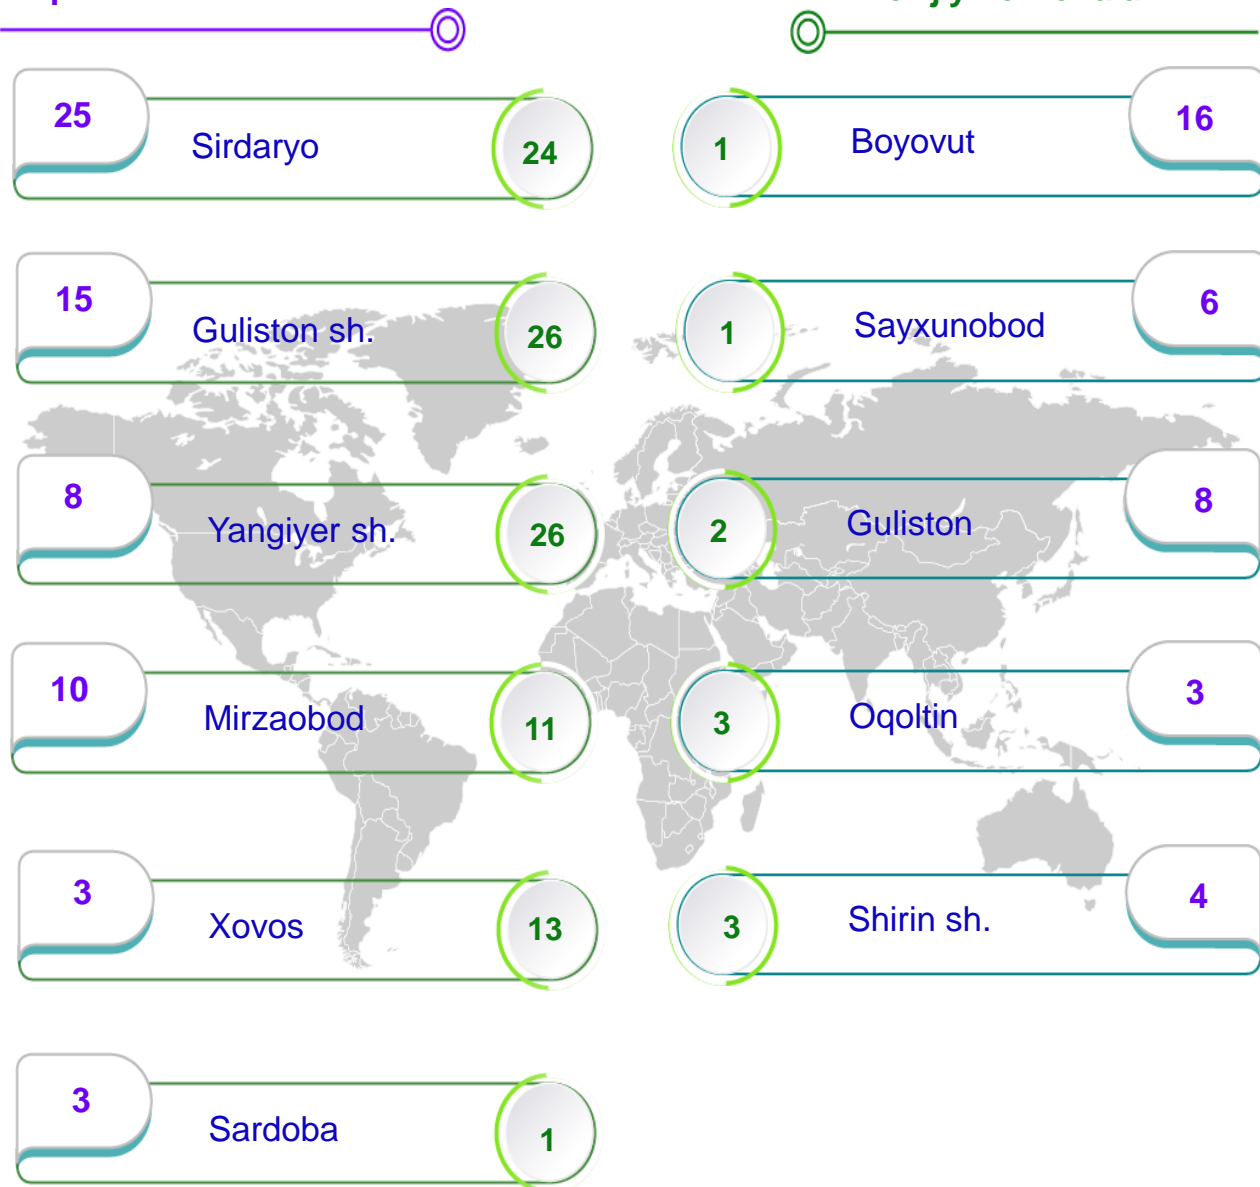 25
Sirdaryo
24
1
Boyovut
16
15
Guliston sh.
26
1
Sayxunobod
6
8
Yangiyer sh.
26
2
Guliston
8
10
Mirzaobod
11
3
Oqoltin
3
3
Xovos
13
3
Shirin sh.
4
3
Sardoba
1